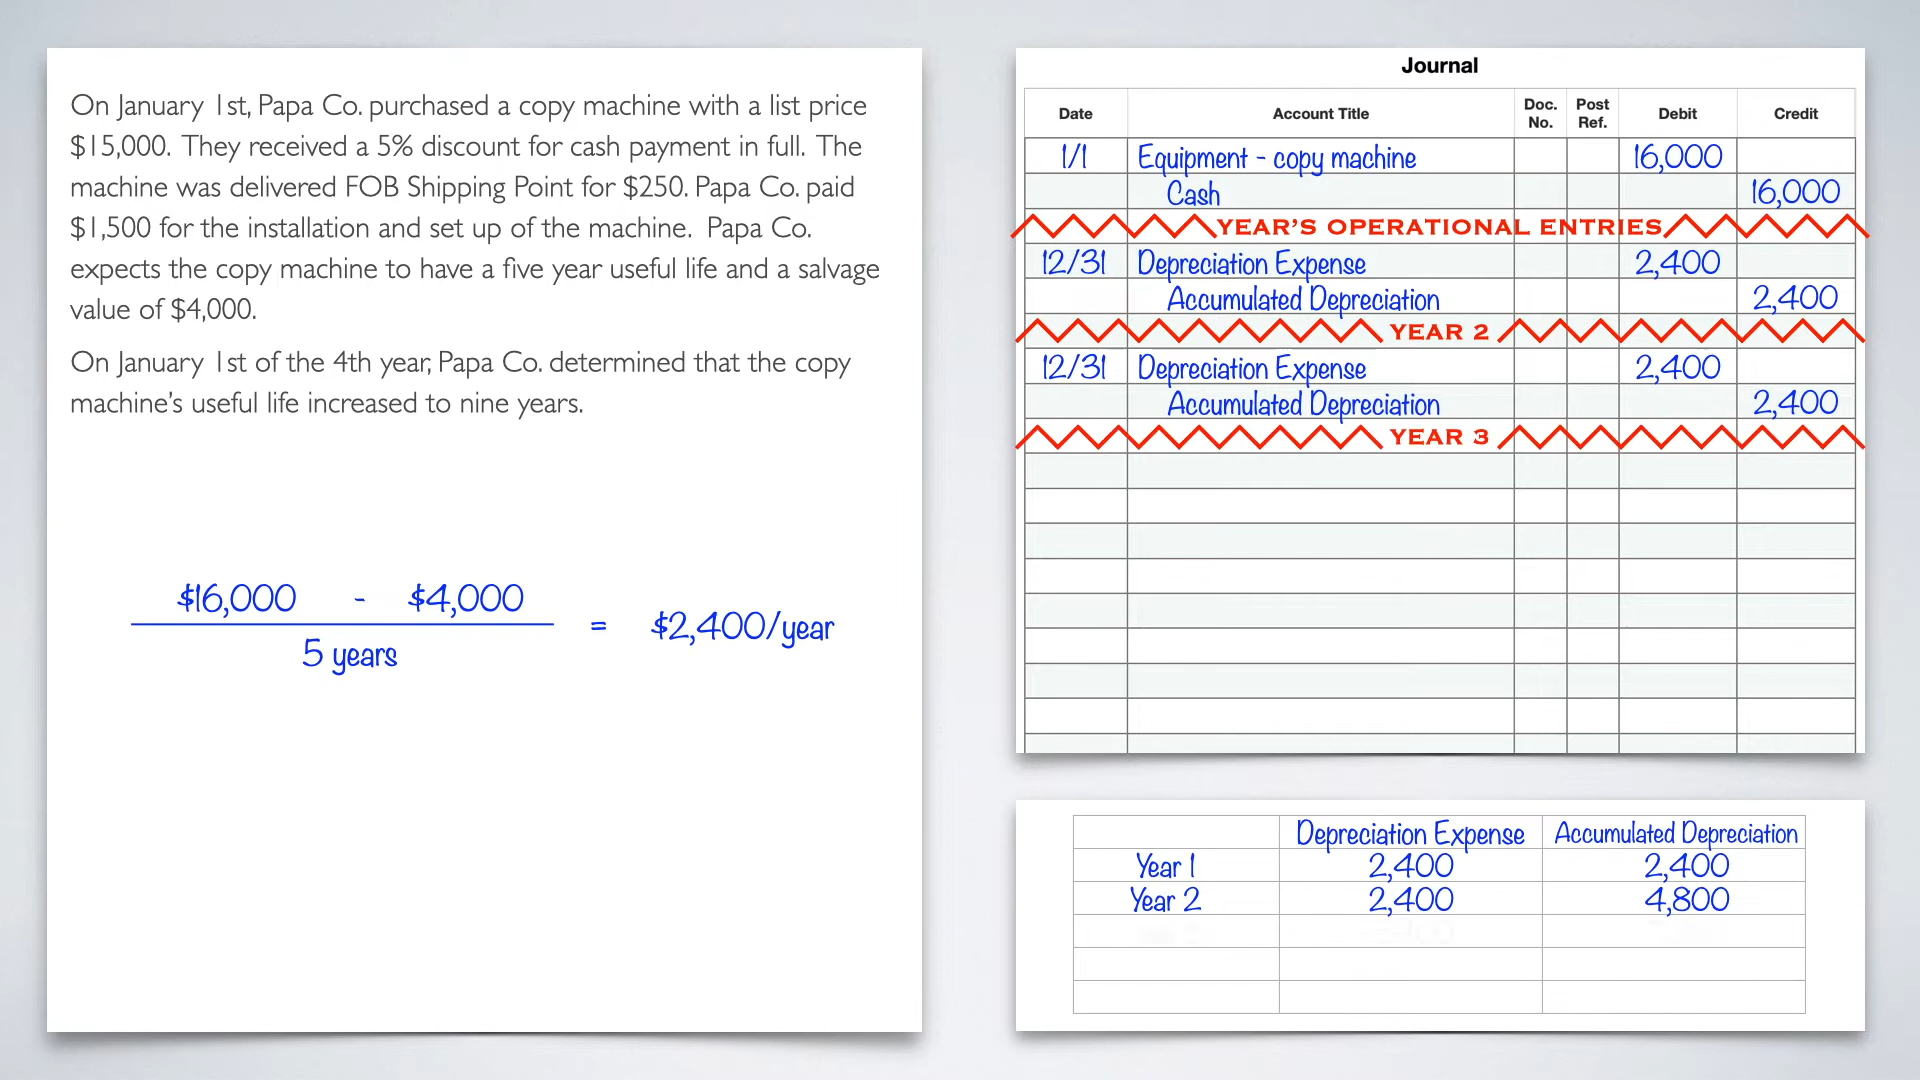 On January 1st, Papa Co. purchased a copy machine with a list price
$15,000. They received a 5% discount for cash payment in full. The
machine was delivered FOB Shipping Point for $250. Papa Co. paid
$1,500 for the installation and set up of the machine. Papa Co.
expects the copy machine to have a five year useful life and a salvage
value of $4,000.
On January 1st of the 4th year, Papa Co. determined that the copy
machine’s useful life increased to nine years.
$16,000 - $4,000
5 years
= $2,400/year
Journal
Date Account Title Doc. No. Post Ref. Debit Credit
1/1 Equipment - copy machine 16,000
Cash 16,000
YEAR’S OPERATIONAL ENTRIES
12/31 Depreciation Expense 2,400
Accumulated Depreciation 2,400
YEAR 2
12/31 Depreciation Expense 2,400
Accumulated Depreciation 2,400
YEAR 3
Depreciation Expense Accumulated Depreciation
Year 1 2,400 2,400
Year 2 2,400 4,800